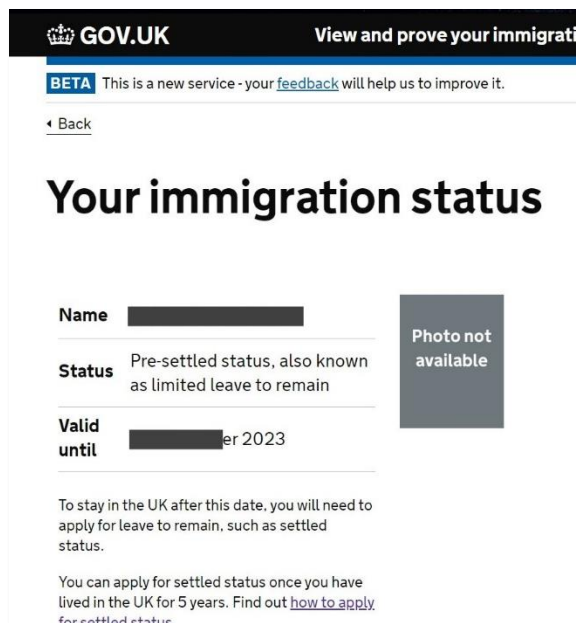 GOV.UK View and prove your immigrati
BETA This is a new service - your feedback will help us to improve it.
Back
Your immigration status
Name
Photo not
available
Status Pre-settled status, also known
as limited leave to remain
Valid
until
er 2023
To stay in the UK after this date, you will need to
apply for leave to remain, such as settled
status.
You can apply for settled status once you have
lived in the UK for 5 years. Find out how to apply
for settled status